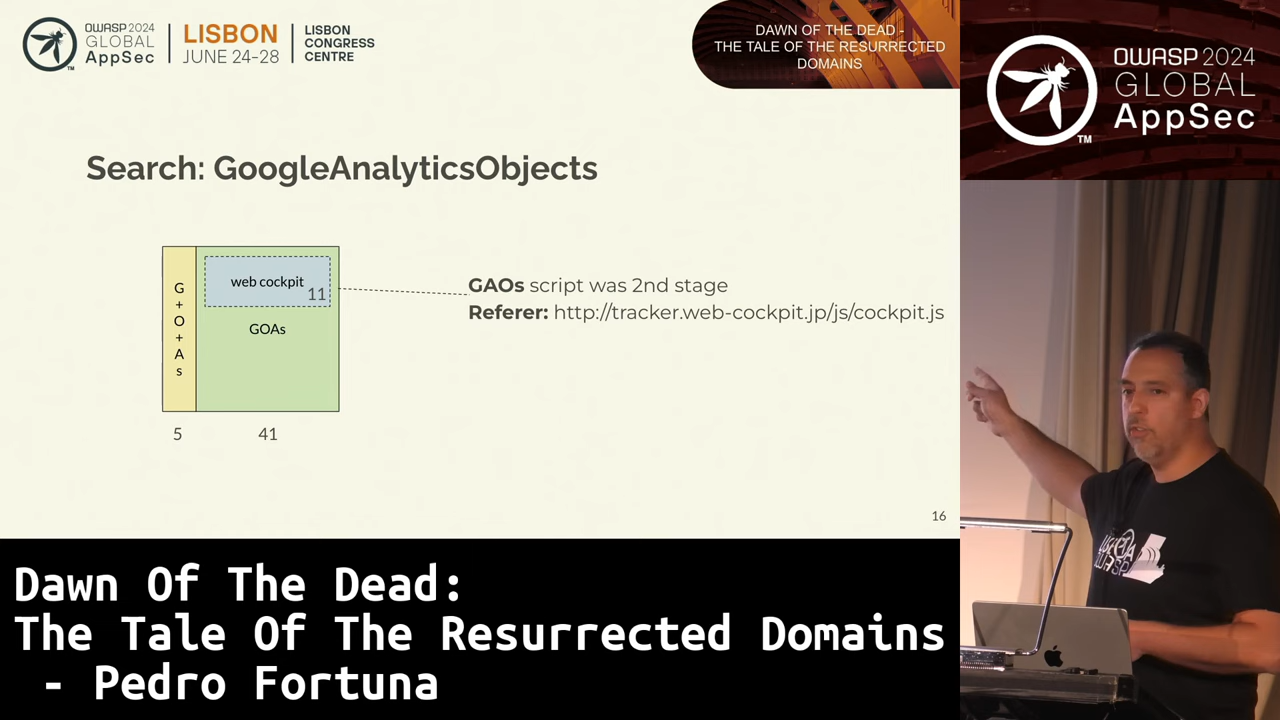 OWASP 2024
GLOBAL
AppSec
TM
LISBON
JUNE 24-28
LISBON
CONGRESS
CENTRE
DAWN OF THE DEAD -
THE TALE OF THE RESURRECTED
DOMAINS
OWASP 2024
GLOBAL
AppSec
TM
Search: GoogleAnalyticsObjects
G
+
O
+
A
s
web cockpit
11
GOAs
5
41
GAOs script was 2nd stage
Referer: http://tracker.web-cockpit.jp/js/cockpit.js
16
Dawn Of The Dead:
The Tale Of The Resurrected Domains
- Pedro Fortuna